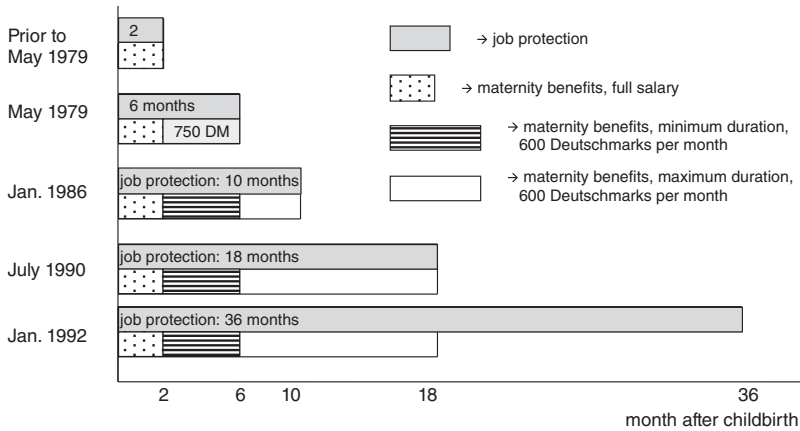 Prior to
May 1979
2
→ job protection
→ maternity benefits, full salary
May 1979
6 months
750 DM
→ maternity benefits, minimum duration,
600 Deutschmarks per month
→ maternity benefits, maximum duration,
600 Deutschmarks per month
Jan. 1986
job protection: 10 months
July 1990
job protection: 18 months
Jan. 1992
job protection: 36 months
2 6 10 18 36
month after childbirth